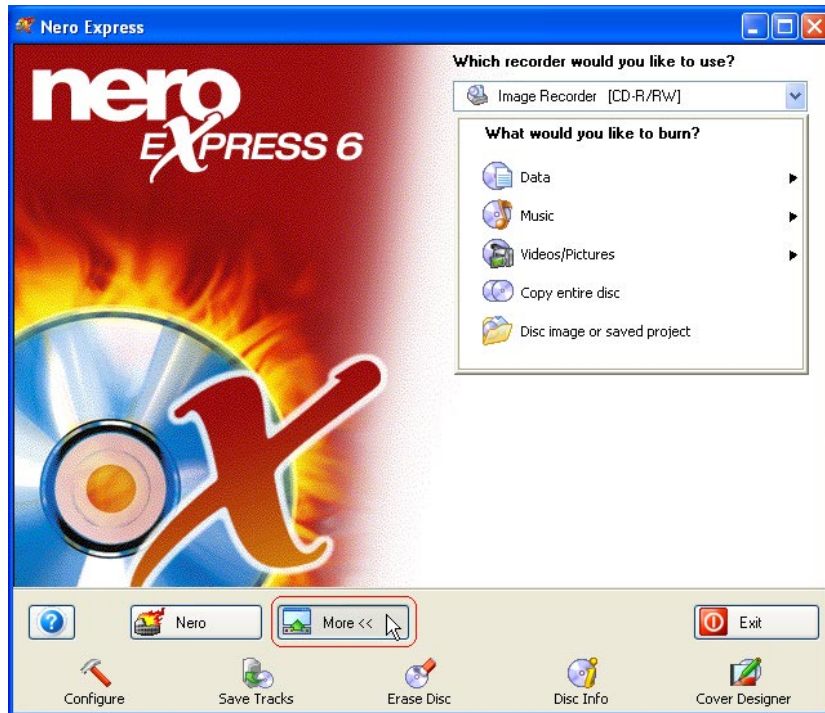 Nero Express
nero
EXPRESS 6
Which recorder would you like to use?
Image Recorder [CD-R/RW]
What would you like to burn?
Data
Music
Videos/Pictures
Copy entire disc
Disc image or saved project
Nero
More <<
Exit
Configure
Save Tracks
Erase Disc
Disc Info
Cover Designer